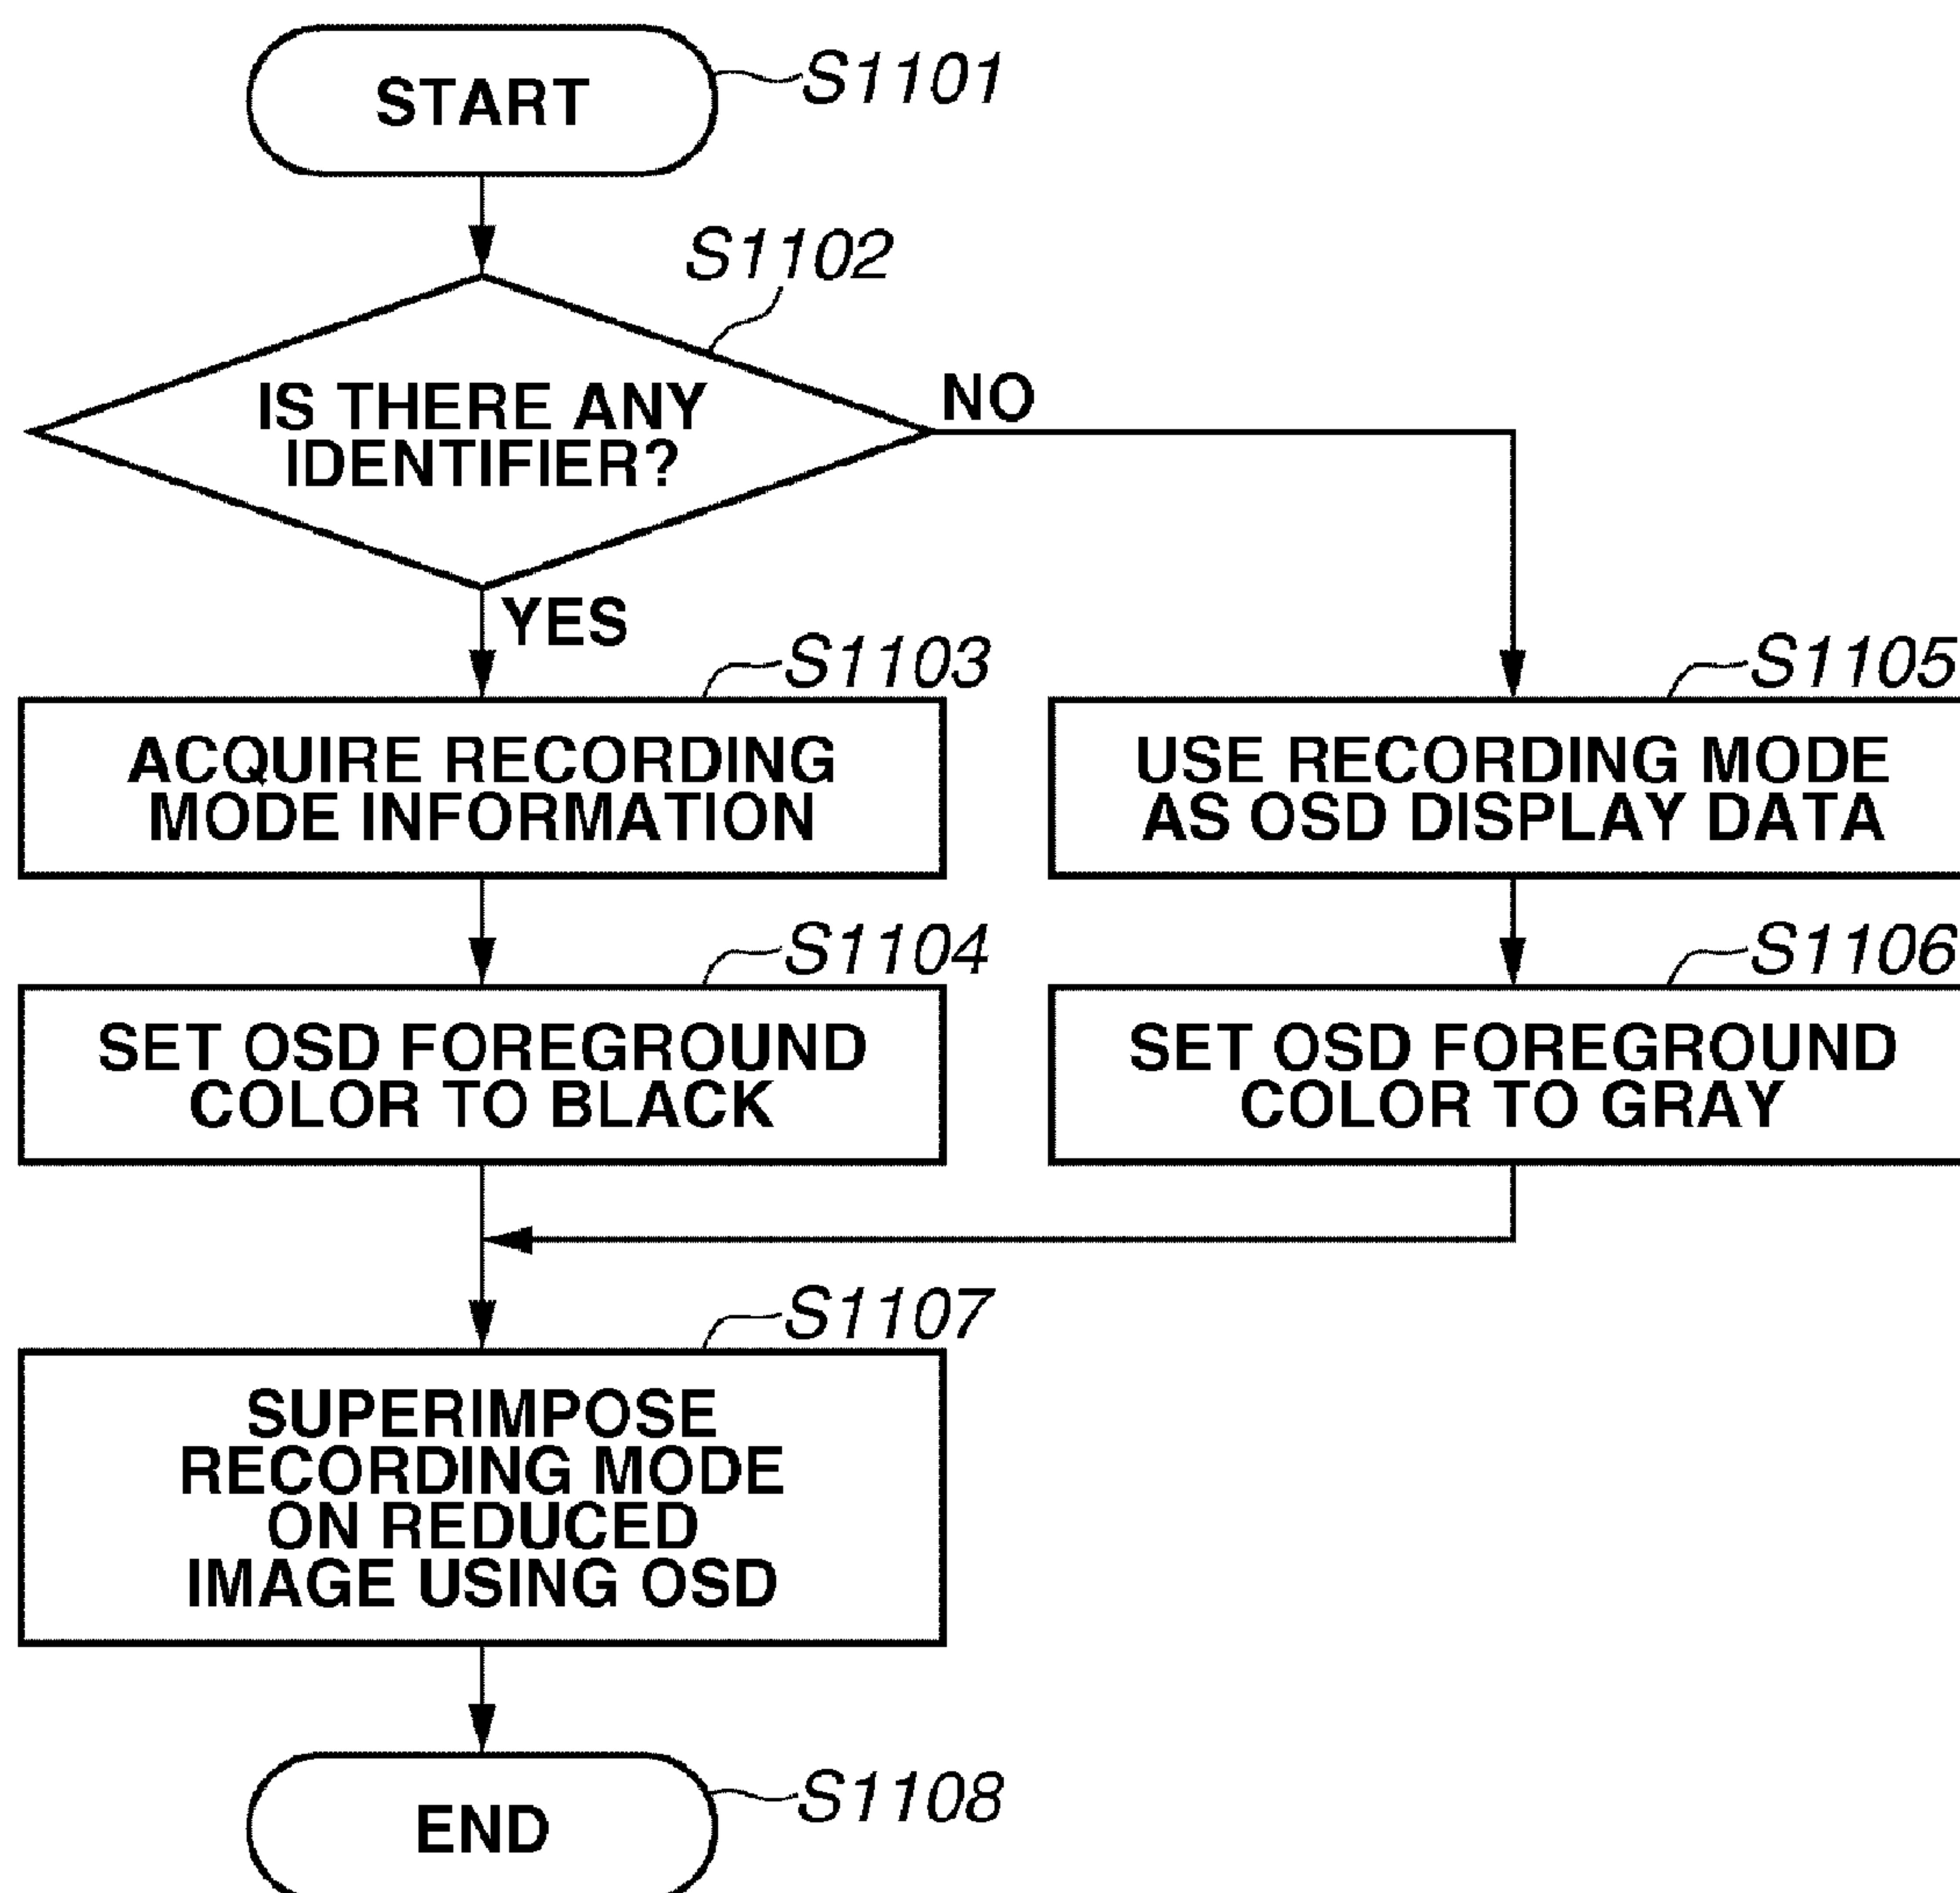 START
S1101
S1102
IS THERE ANY
IDENTIFIER?
NO
YES
S1103
ACQUIRE RECORDING
MODE INFORMATION
S1105
USE RECORDING MODE
AS OSD DISPLAY DATA
S1104
SET OSD FOREGROUND
COLOR TO BLACK
S1106
SET OSD FOREGROUND
COLOR TO GRAY
S1107
SUPERIMPOSE
RECORDING MODE
ON REDUCED
IMAGE USING OSD
END
S1108